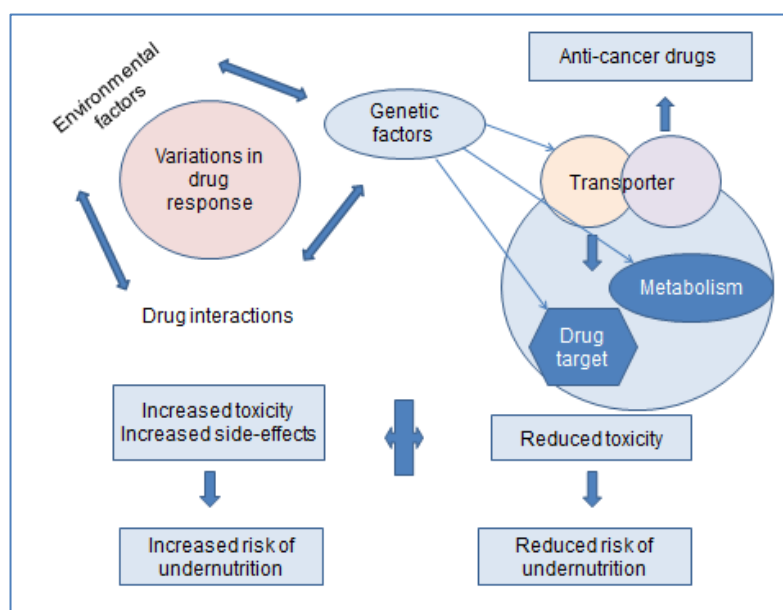 Environmental
factors
Variations in
drug
response
Drug interactions
Genetic
factors
Anti-cancer drugs
Transporter
Metabolism
Drug
target
Increased toxicity
Increased side-effects
Reduced toxicity
Increased risk of
undernutrition
Reduced risk of
undernutrition